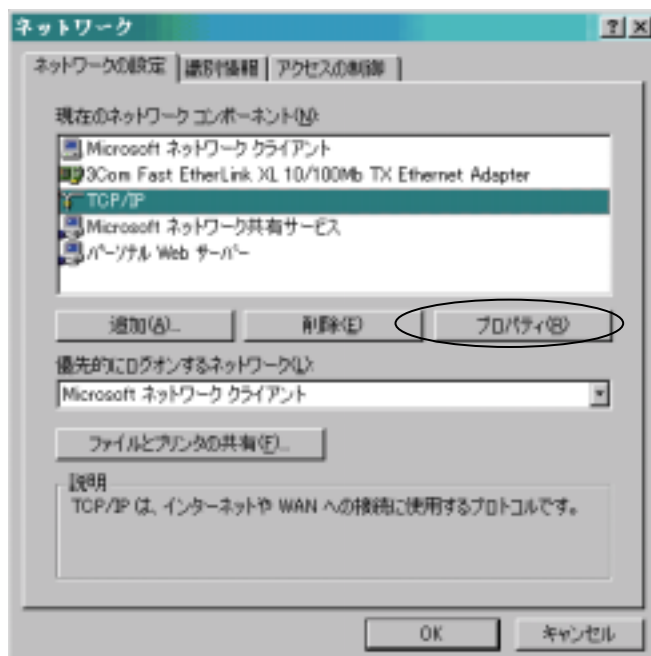 ネットワーク
ネットワークの設定 識別情報 アクセスの制御
現在のネットワーク コンポーネント(N):
Microsoft ネットワーク クライアント
3Com Fast EtherLink XL 10/100Mb TX Ethernet Adapter
TCP/IP
Microsoft ネットワーク共有サービス
パーソナル Web サーバー
追加(A)... 削除(E) プロパティ(R)
優先的にログオンするネットワーク(L):
Microsoft ネットワーク クライアント
ファイルとプリンタの共有(F)...
説明
TCP/IP は、インターネットや WAN への接続に使用するプロトコルです。
OK キャンセル